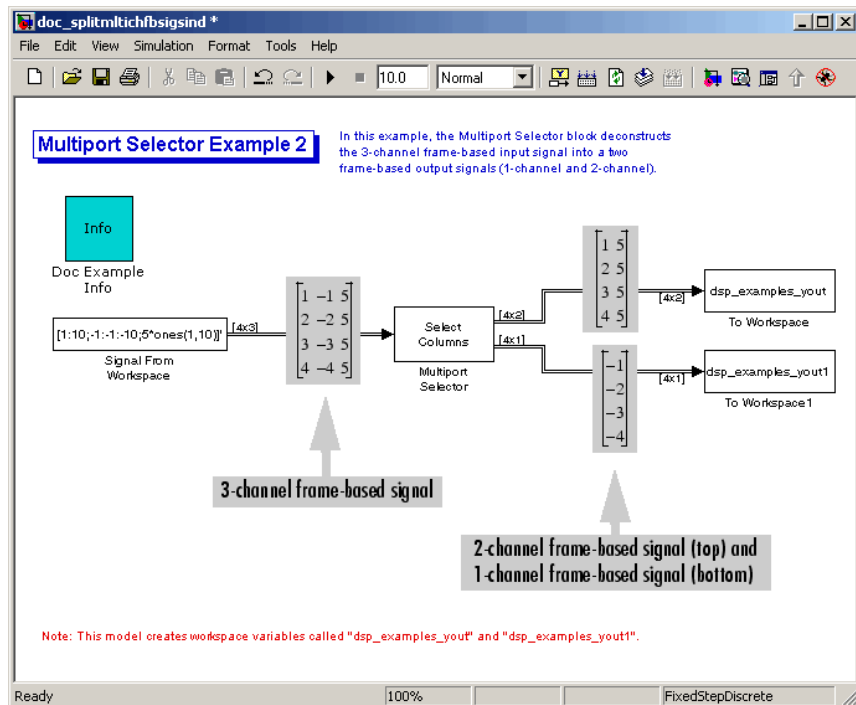 doc_splitmltichfbsigsind *
File Edit View Simulation Format Tools Help
10.0 Normal
Multiport Selector Example 2
In this example, the Multiport Selector block deconstructs
the 3-channel frame-based input signal into a two
frame-based output signals (1-channel and 2-channel).
Info
Doc Example
Info
[1:10;-1:-1:-10;5*ones(1,10)]'
Signal From
Workspace
[4x3]
1 −1 5
2 −2 5
3 −3 5
4 −4 5
Select
Columns
Multiport
Selector
[4x2]
[4x1]
1 5
2 5
3 5
4 5
[4x2]
dsp_examples_yout
To Workspace
−1
−2
−3
−4
[4x1]
dsp_examples_yout1
To Workspace1
3-channel frame-based signal
2-channel frame-based signal (top) and
1-channel frame-based signal (bottom)
Note: This model creates workspace variables called "dsp_examples_yout" and "dsp_examples_yout1".
Ready 100% FixedStepDiscrete